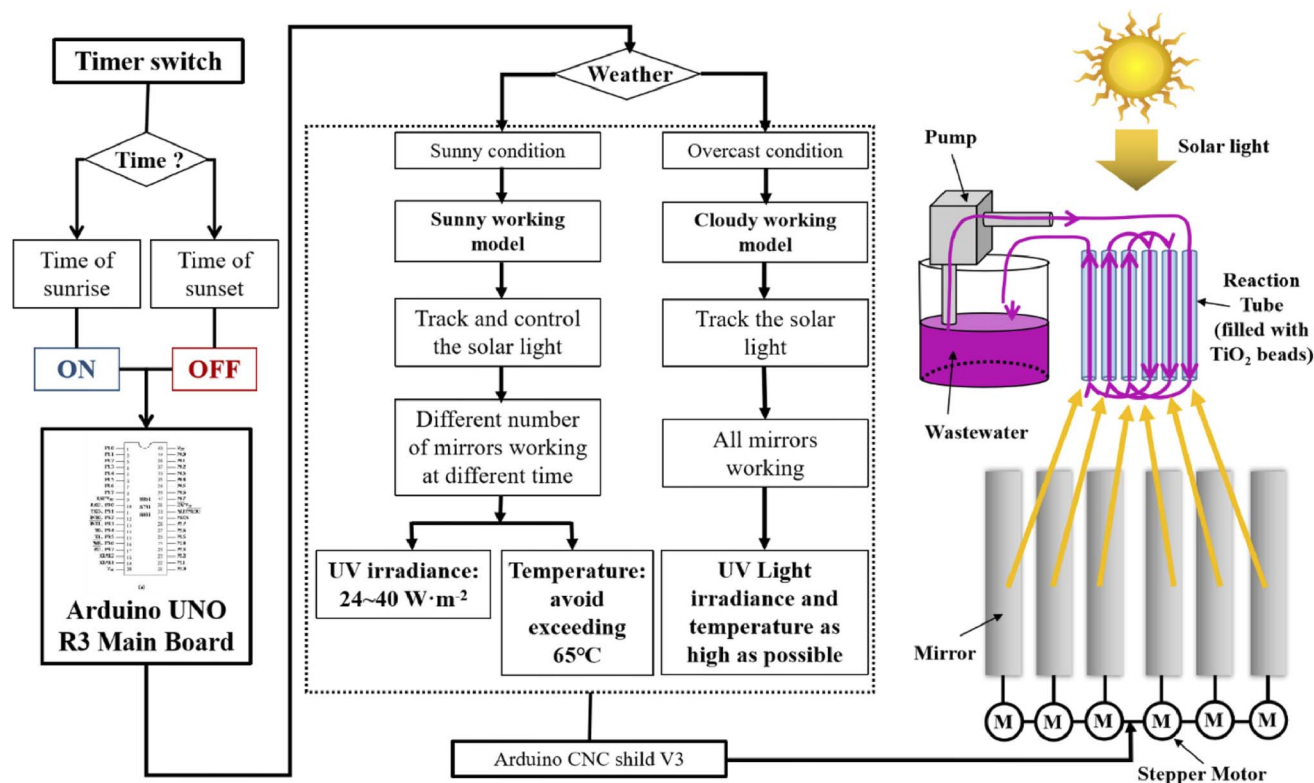 Timer switch
Time ?
Time of
sunrise
Time of
sunset
ON
OFF
Arduino UNO
R3 Main Board
Weather
Sunny condition
Overcast condition
Sunny working
model
Cloudy working
model
Track and control
the solar light
Track the solar
light
Different number
of mirrors working
at different time
All mirrors
working
UV irradiance:
24~40 W·m-2
Temperature:
avoid
exceeding
65°C
UV Light
irradiance and
temperature as
high as possible
Arduino CNC shild V3
Solar light
Pump
Reaction
Tube
(filled with
TiO2 beads)
Wastewater
Mirror
M M M M M M
Stepper Motor